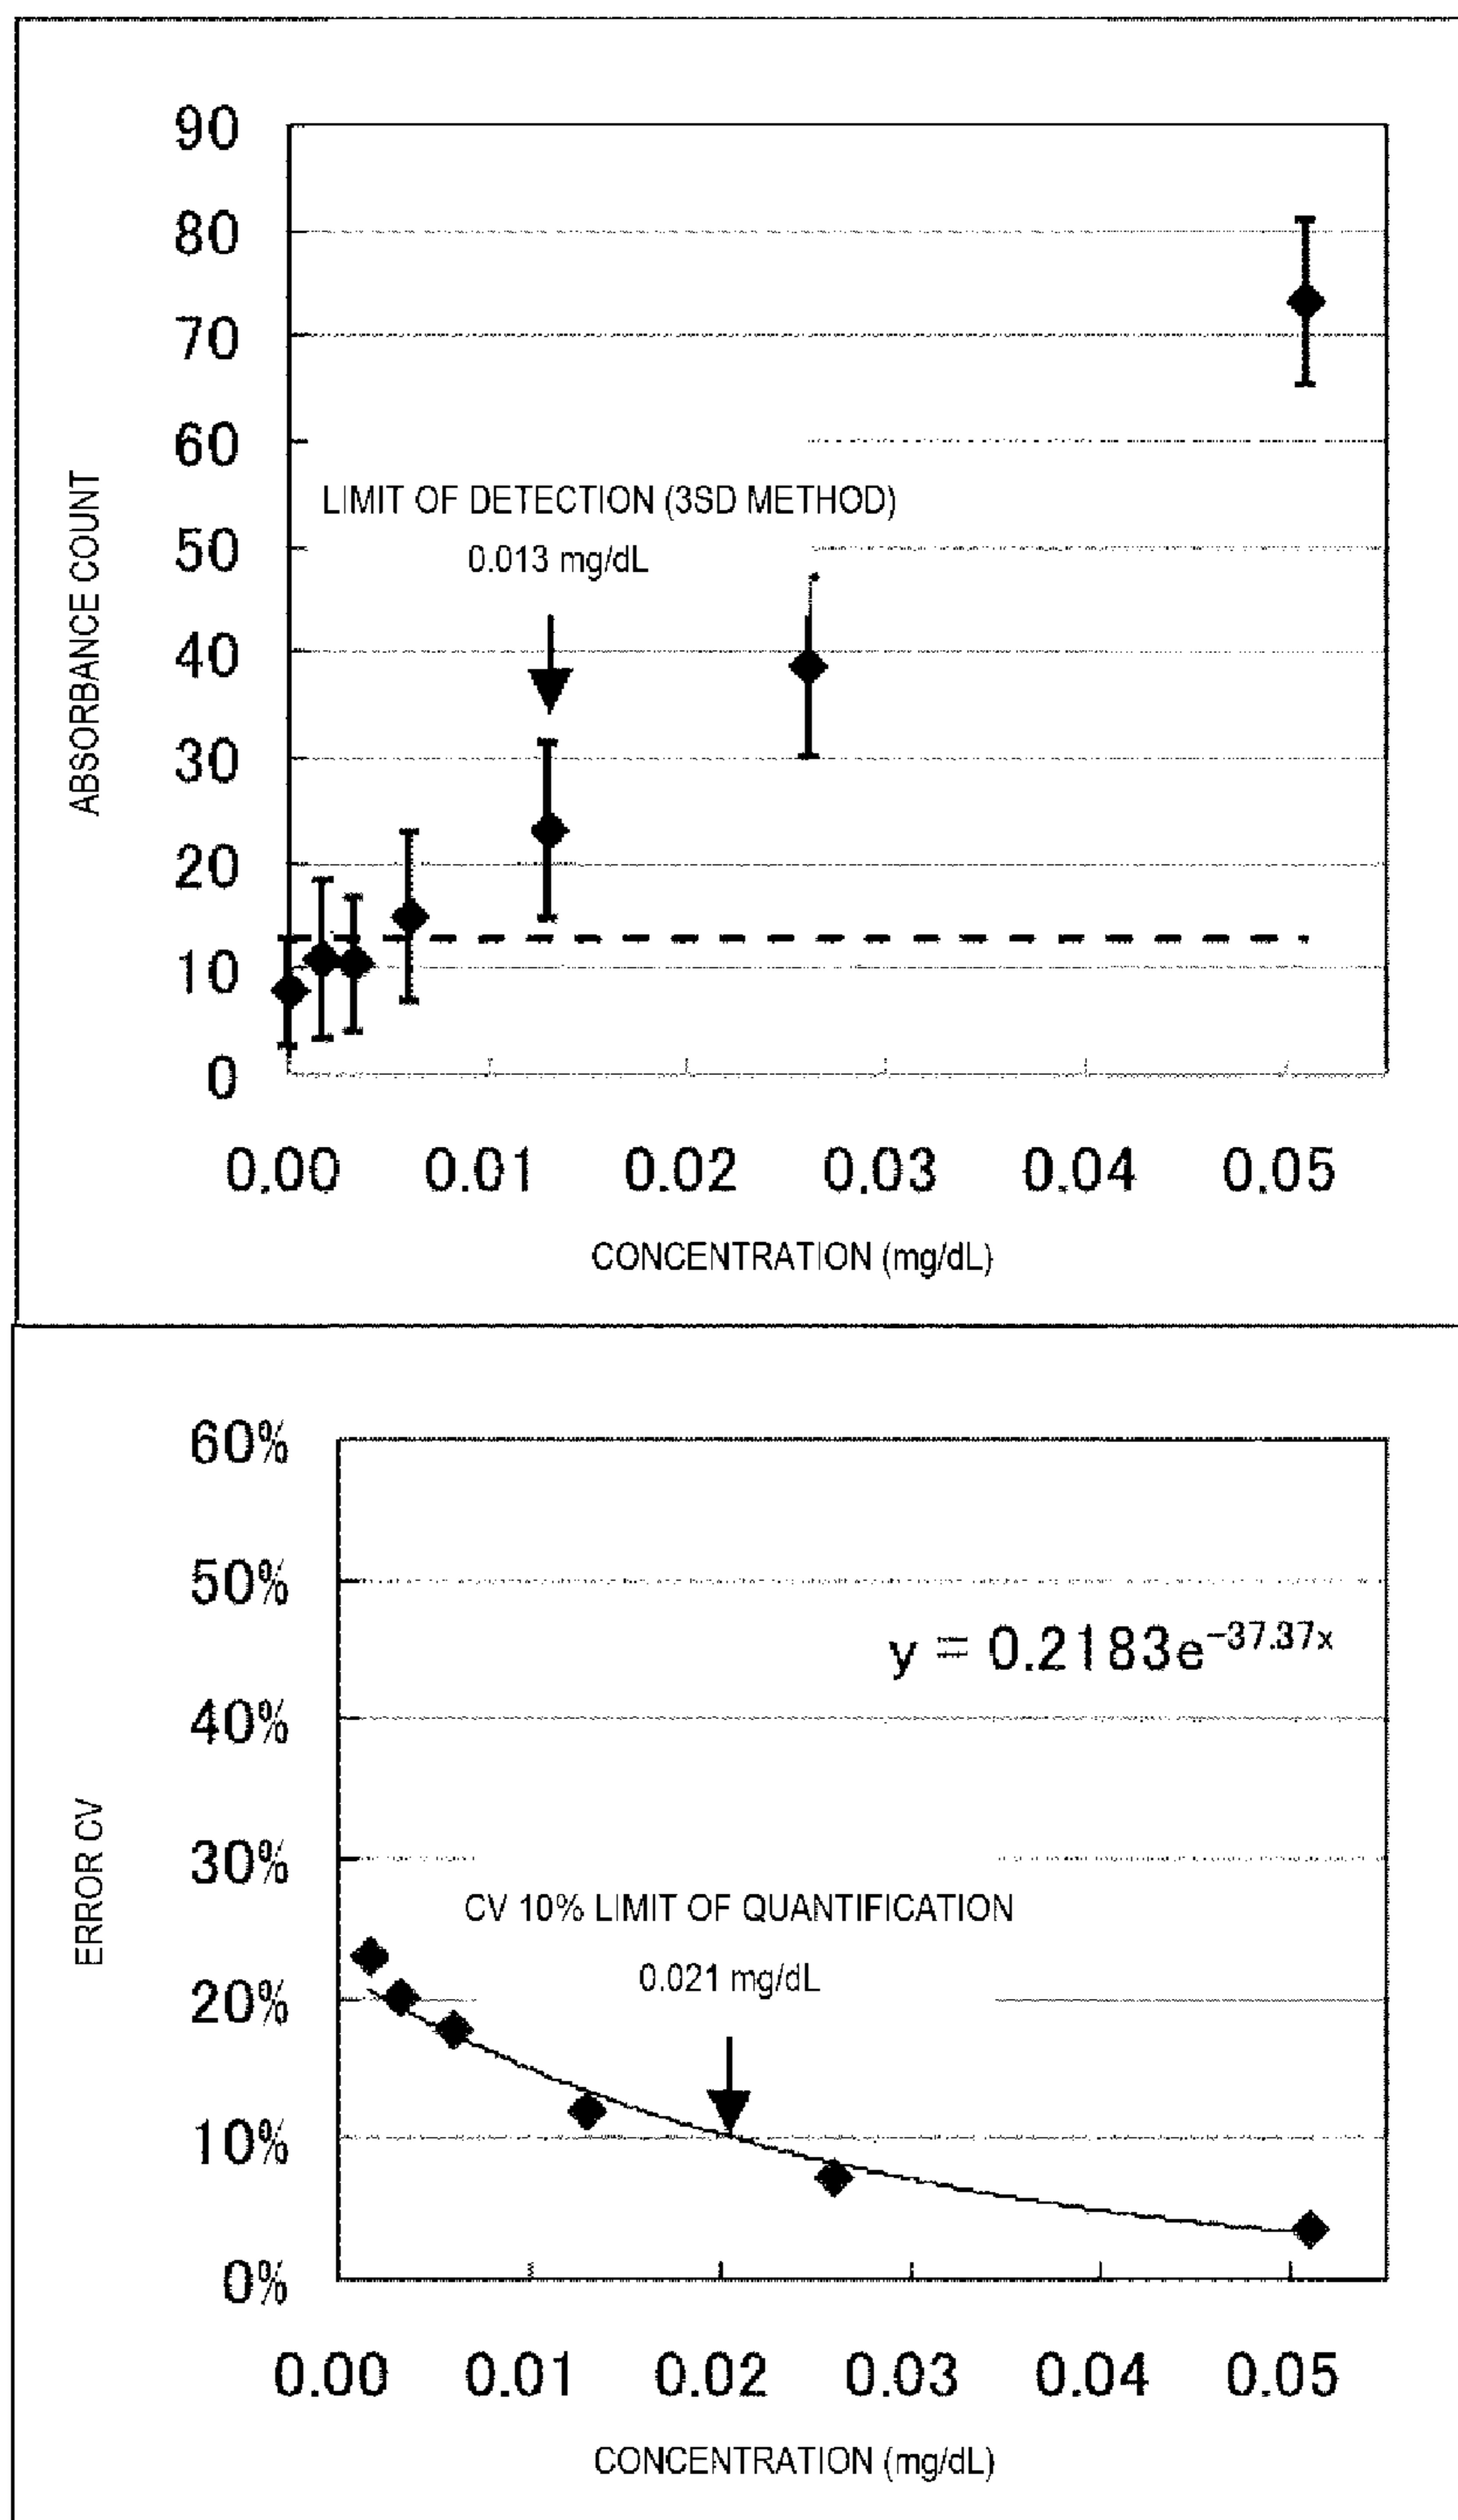 90
80
70
60
50
40
30
20
10
0
ABSORBANCE COUNT
LIMIT OF DETECTION (3SD METHOD)
0.013 mg/dL
0.00 0.01 0.02 0.03 0.04 0.05
CONCENTRATION (mg/dL)
60%
50%
40%
30%
20%
10%
0%
ERROR CV
y = 0.2183e^-37.37x
CV 10% LIMIT OF QUANTIFICATION
0.021 mg/dL
0.00 0.01 0.02 0.03 0.04 0.05
CONCENTRATION (mg/dL)